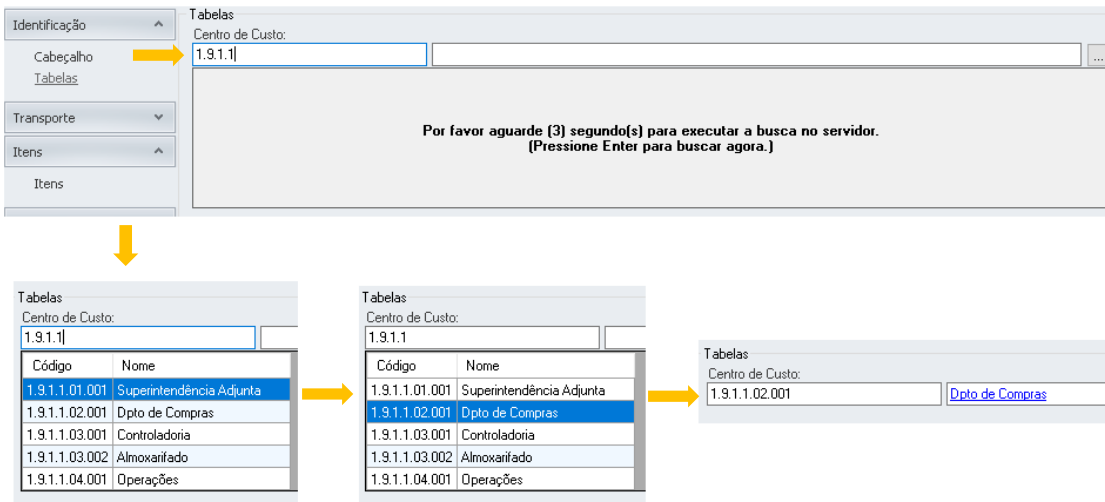 Identificação
Cabeçalho
Tabelas
Transporte
Itens
Itens
Tabelas
Centro de Custo:
1.9.1.1
...
Por favor aguarde (3) segundo(s) para executar a busca no servidor.
(Pressione Enter para buscar agora.)
Tabelas
Centro de Custo:
1.9.1.1
Código Nome
1.9.1.1.01.001 Superintendência Adjunta
1.9.1.1.02.001 Dpto de Compras
1.9.1.1.03.001 Controladoria
1.9.1.1.03.002 Almoxarifado
1.9.1.1.04.001 Operações
Tabelas
Centro de Custo:
1.9.1.1
Código Nome
1.9.1.1.01.001 Superintendência Adjunta
1.9.1.1.02.001 Dpto de Compras
1.9.1.1.03.001 Controladoria
1.9.1.1.03.002 Almoxarifado
1.9.1.1.04.001 Operações
Tabelas
Centro de Custo:
1.9.1.1.02.001 Dpto de Compras